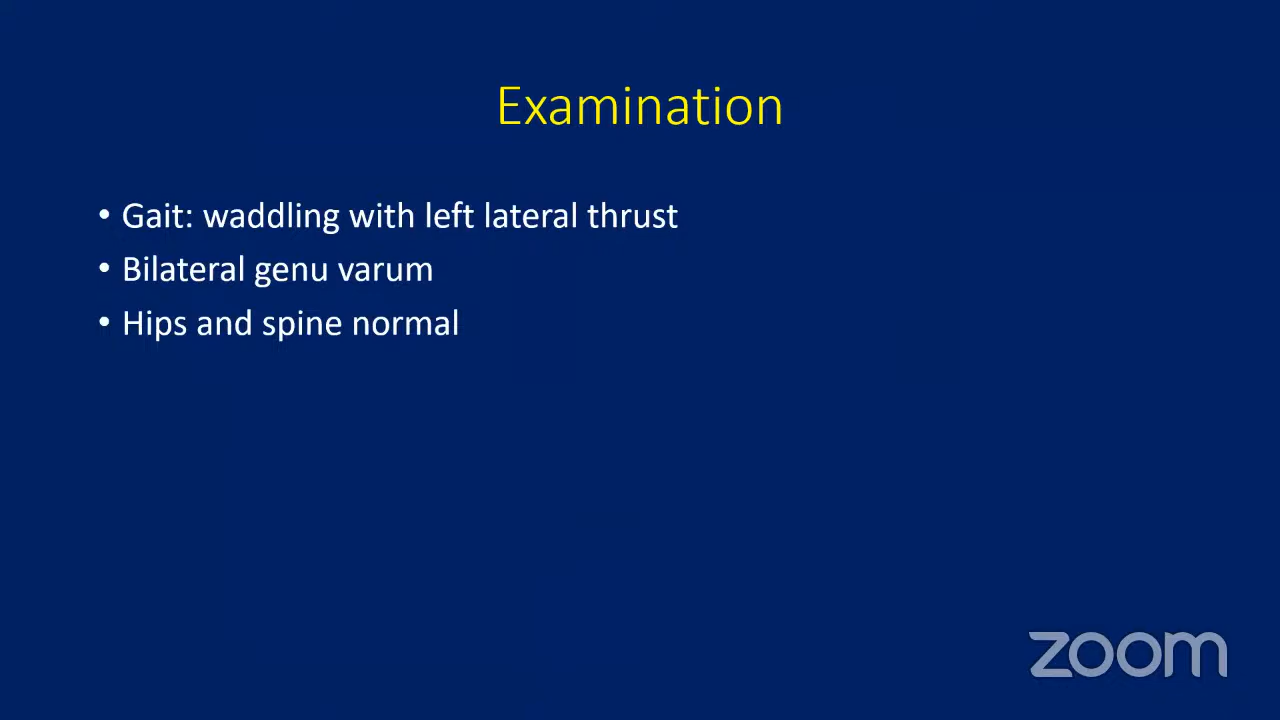 Examination
• Gait: waddling with left lateral thrust
• Bilateral genu varum
• Hips and spine normal
zoom